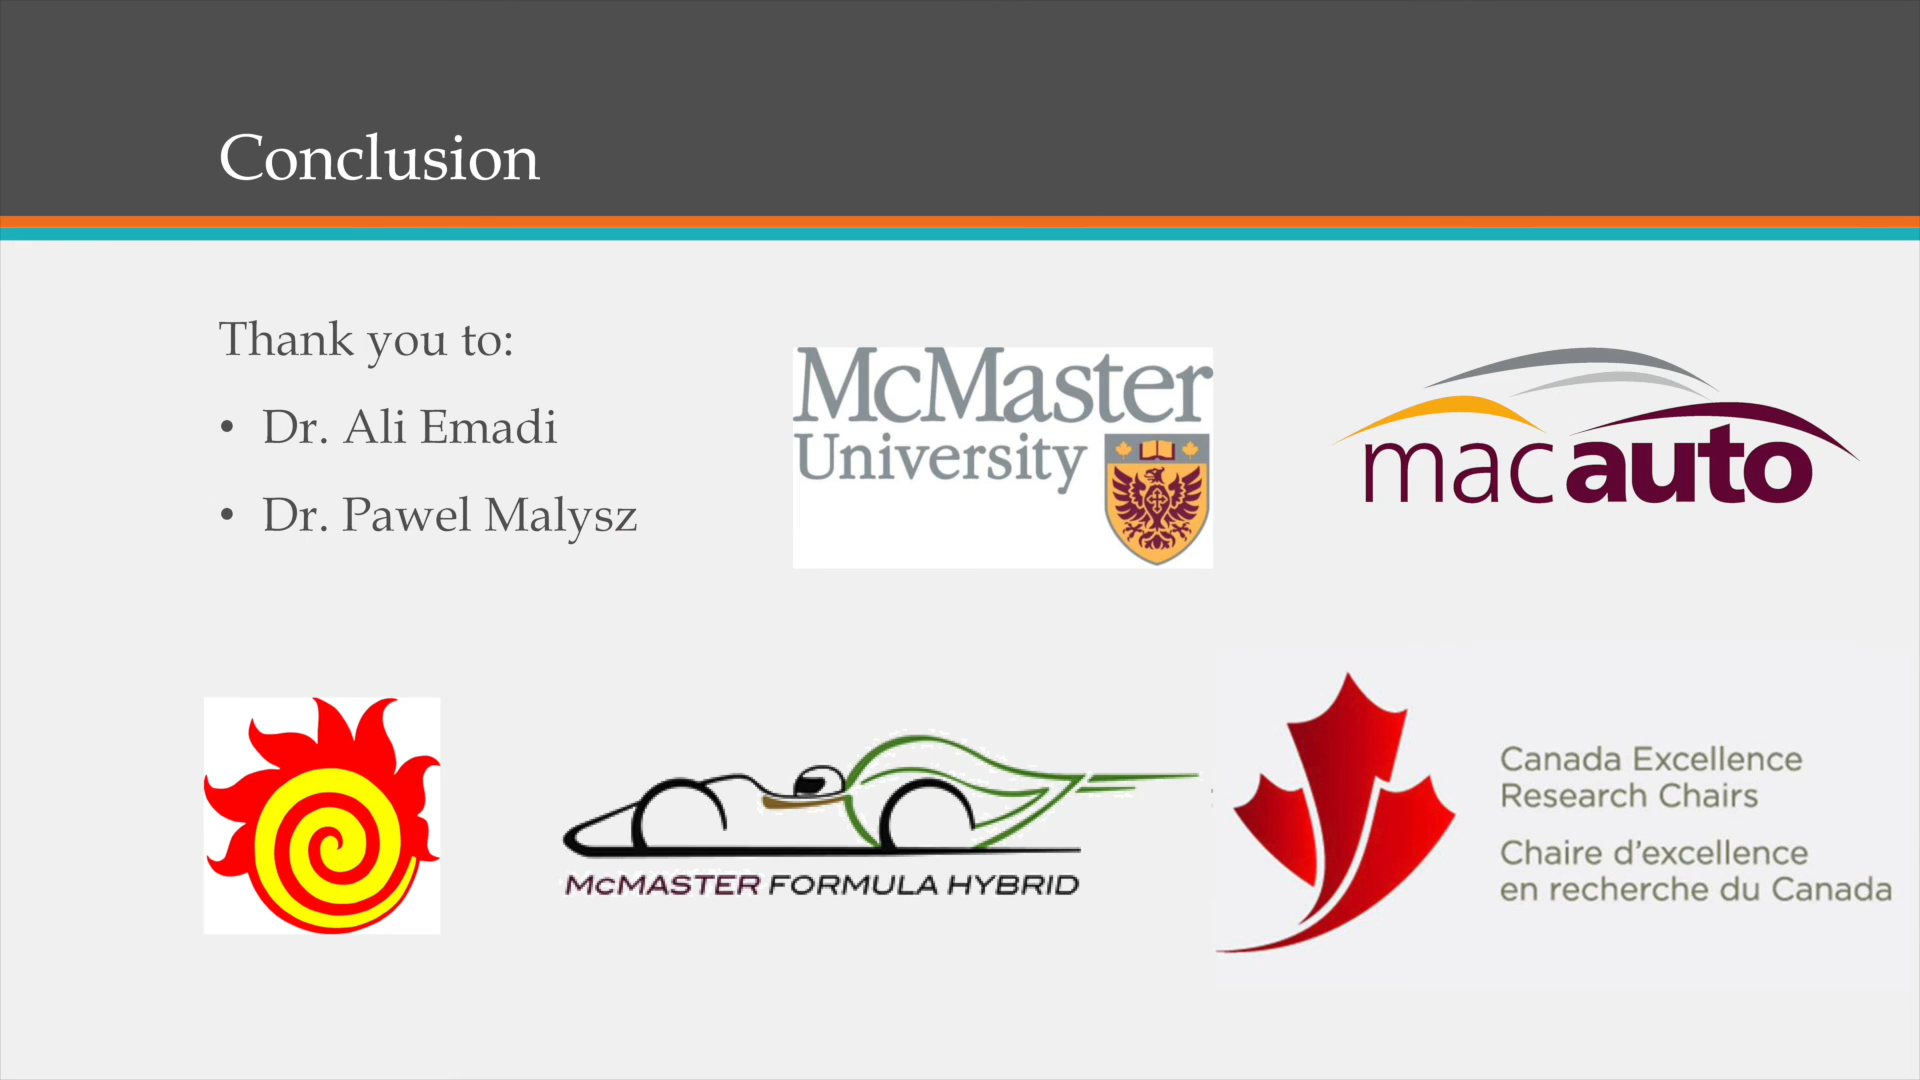 Conclusion
Thank you to:
• Dr. Ali Emadi
• Dr. Pawel Malysz
McMaster
University
macauto
McMASTER FORMULA HYBRID
Canada Excellence
Research Chairs
Chaire d'excellence
en recherche du Canada